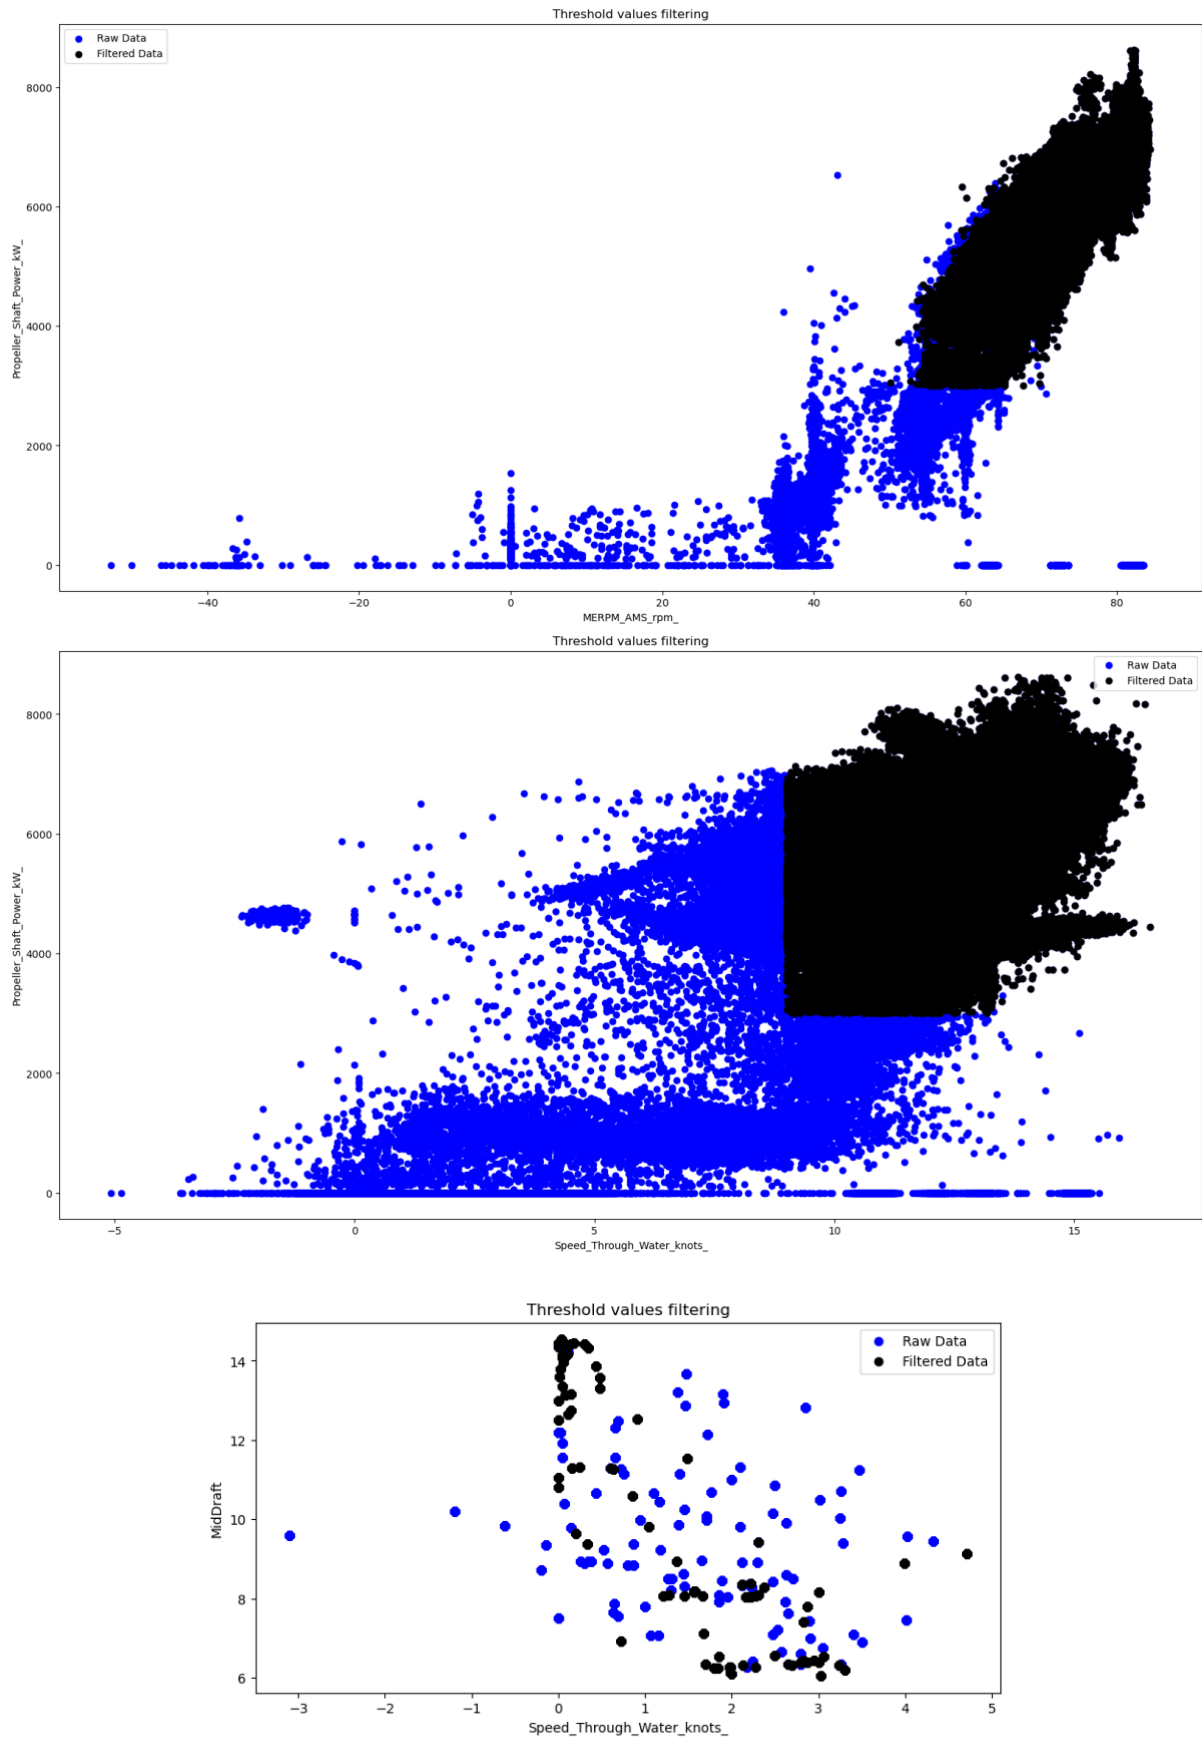 Threshold values filtering
Raw Data
Filtered Data
8000
6000
4000
2000
0
Propeller_Shaft_Power_kW_
−40 −20 0 20 40 60 80
MERPM_AMS_rpm_
Threshold values filtering
Raw Data
Filtered Data
8000
6000
4000
2000
0
Propeller_Shaft_Power_kW_
−5 0 5 10 15
Speed_Through_Water_knots_
Threshold values filtering
Raw Data
Filtered Data
14
12
10
8
6
MidDraft
−3 −2 −1 0 1 2 3 4 5
Speed_Through_Water_knots_